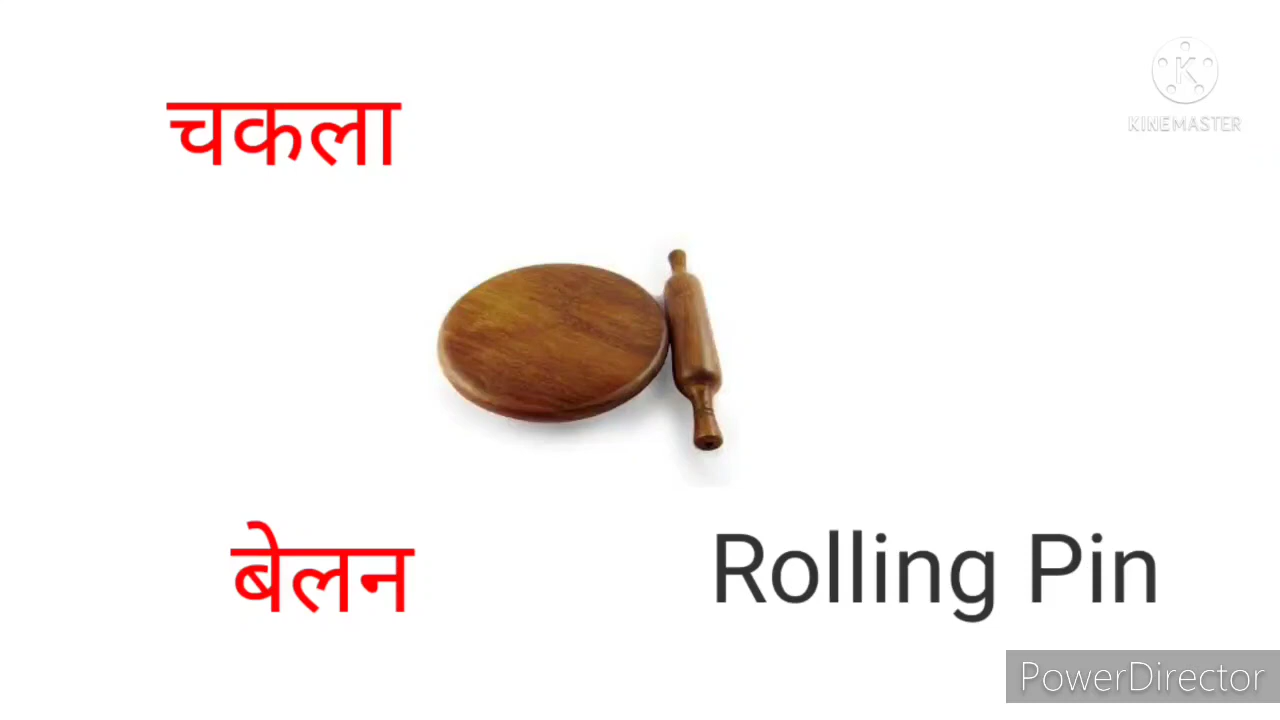 चकला
KINEMASTER
बेलन
Rolling Pin
PowerDirector